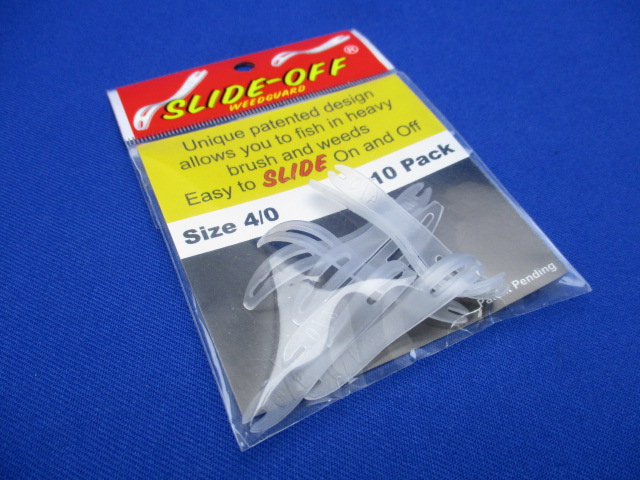 SLIDE-OFF®
WEEDGUARD
Unique patented design
allows you to fish in heavy
brush and weeds
Easy to SLIDE On and Off
Size 4/0 10 Pack
Pending